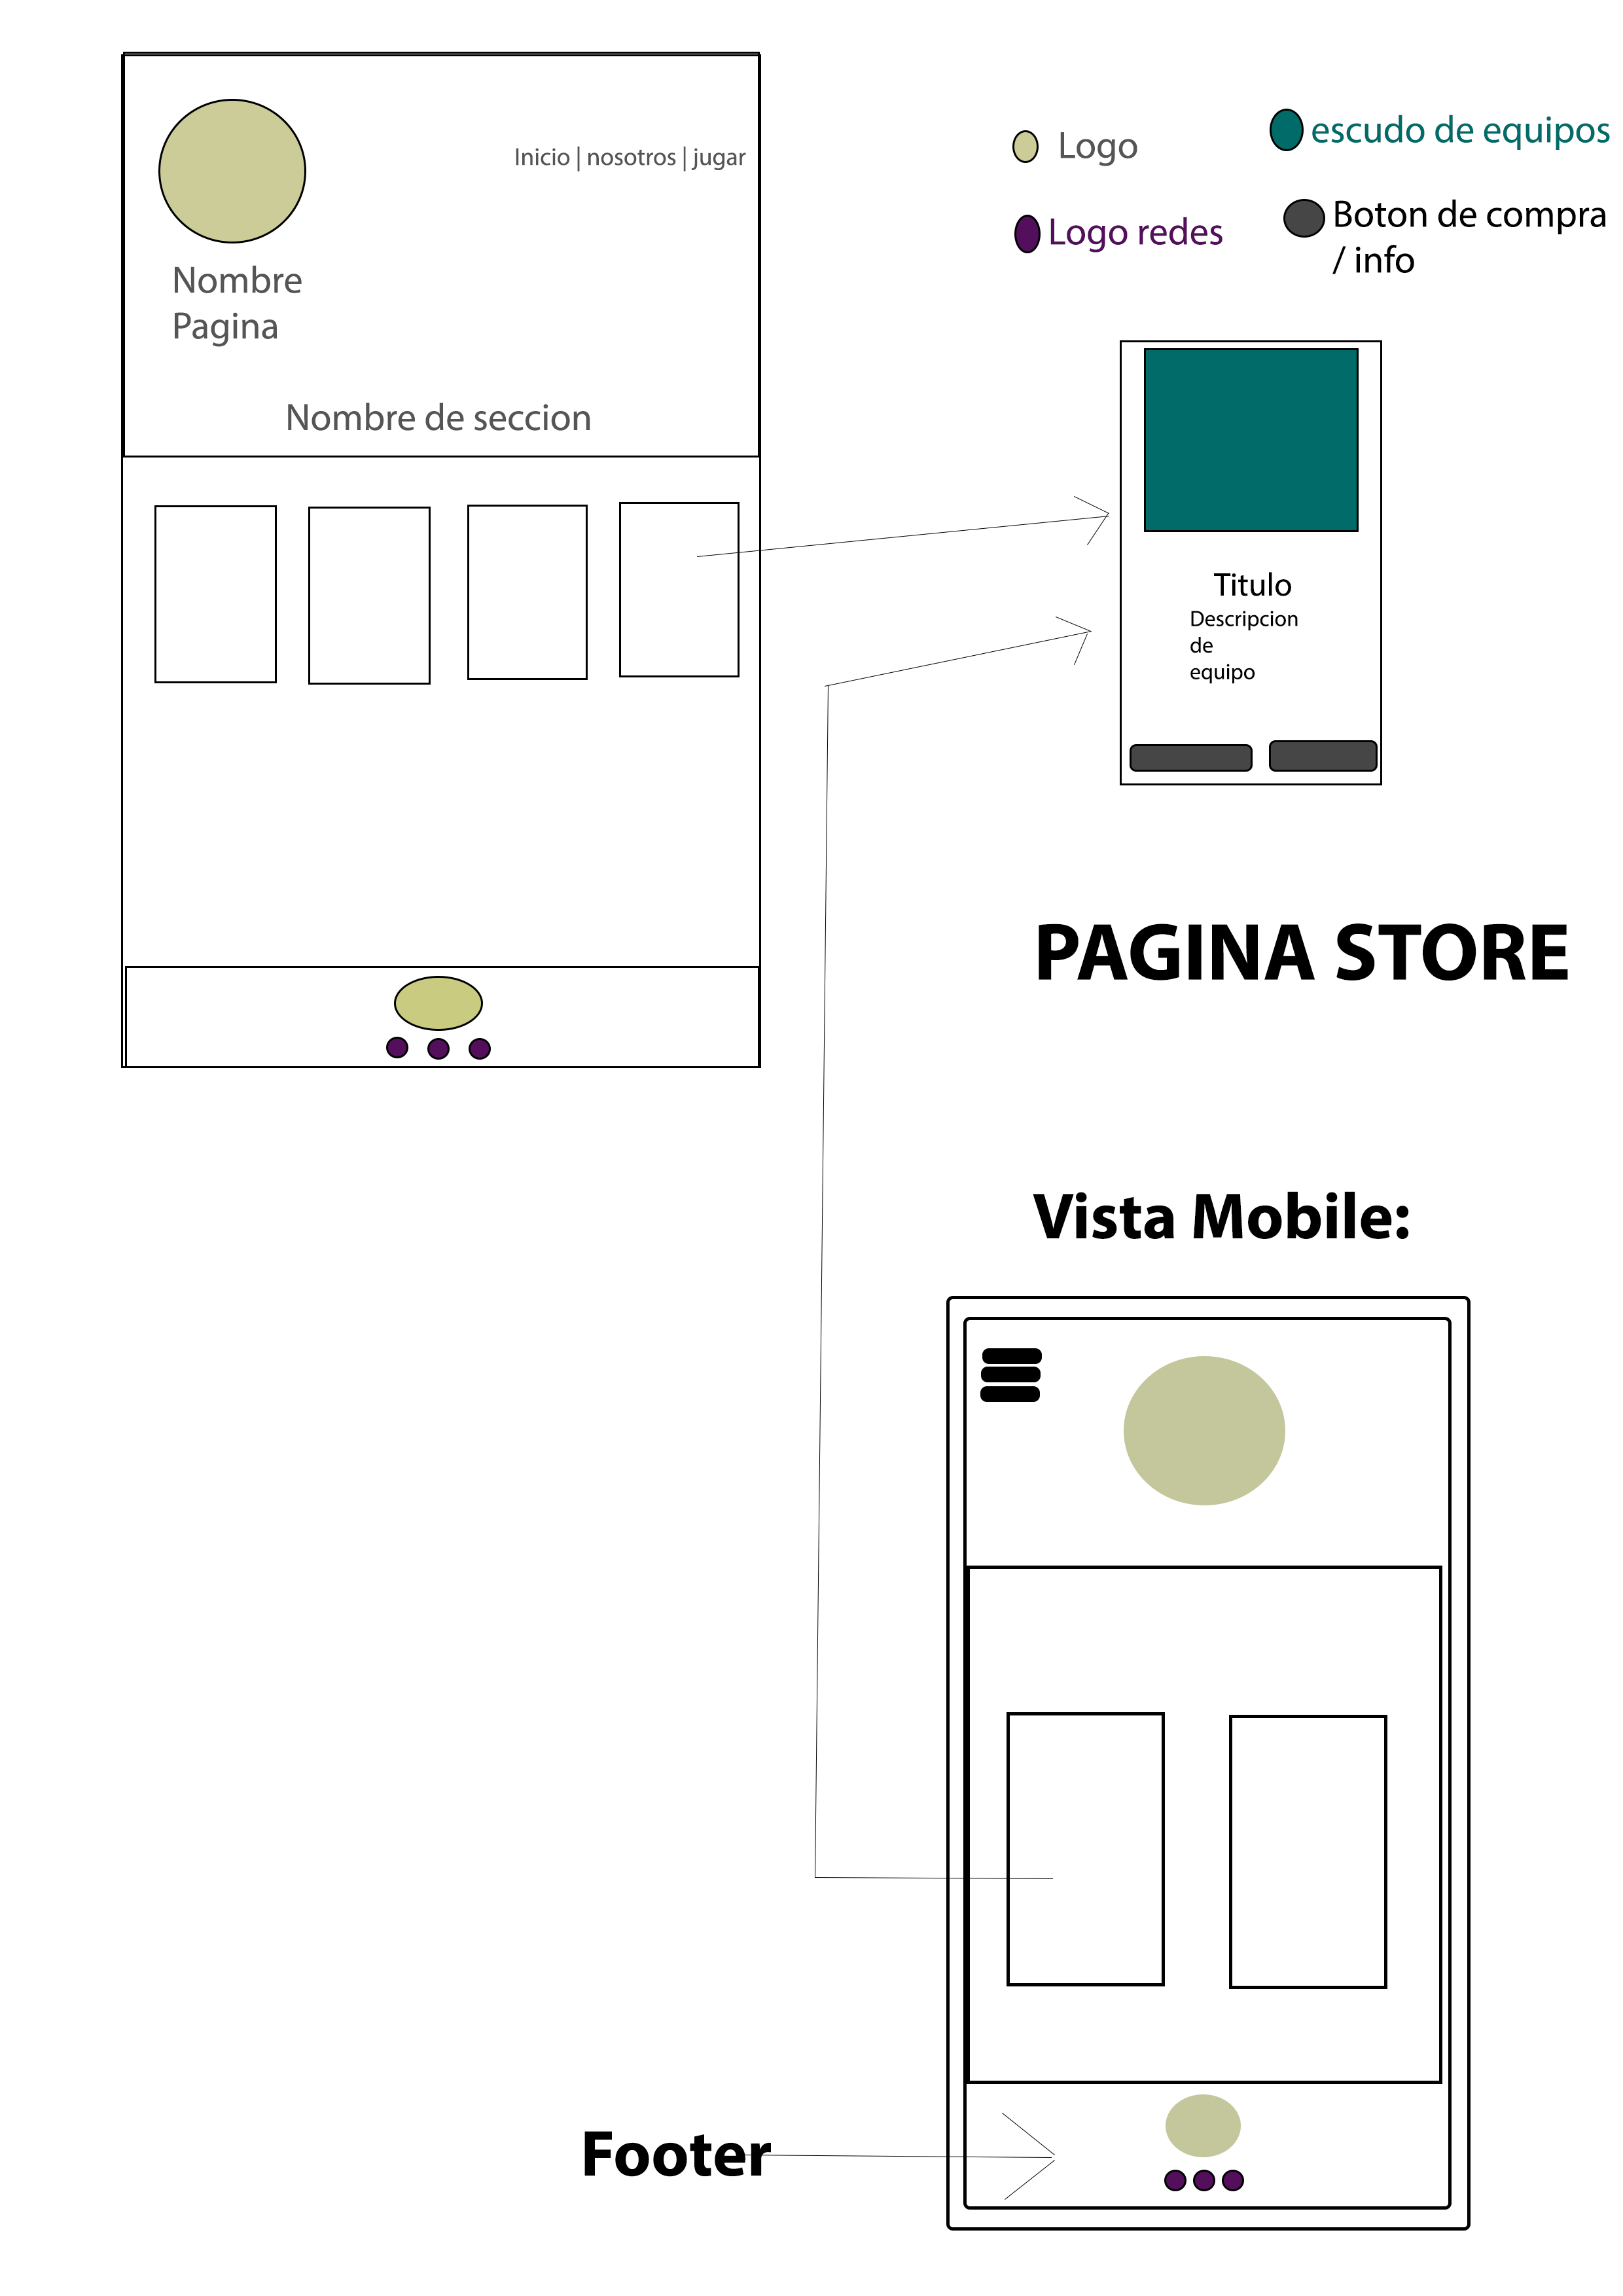 Inicio | nosotros | jugar
Nombre
Pagina
Nombre de seccion
Logo
escudo de equipos
Logo redes
Boton de compra
/ info
Titulo
Descripcion
de
equipo
PAGINA STORE
Vista Mobile:
Footer